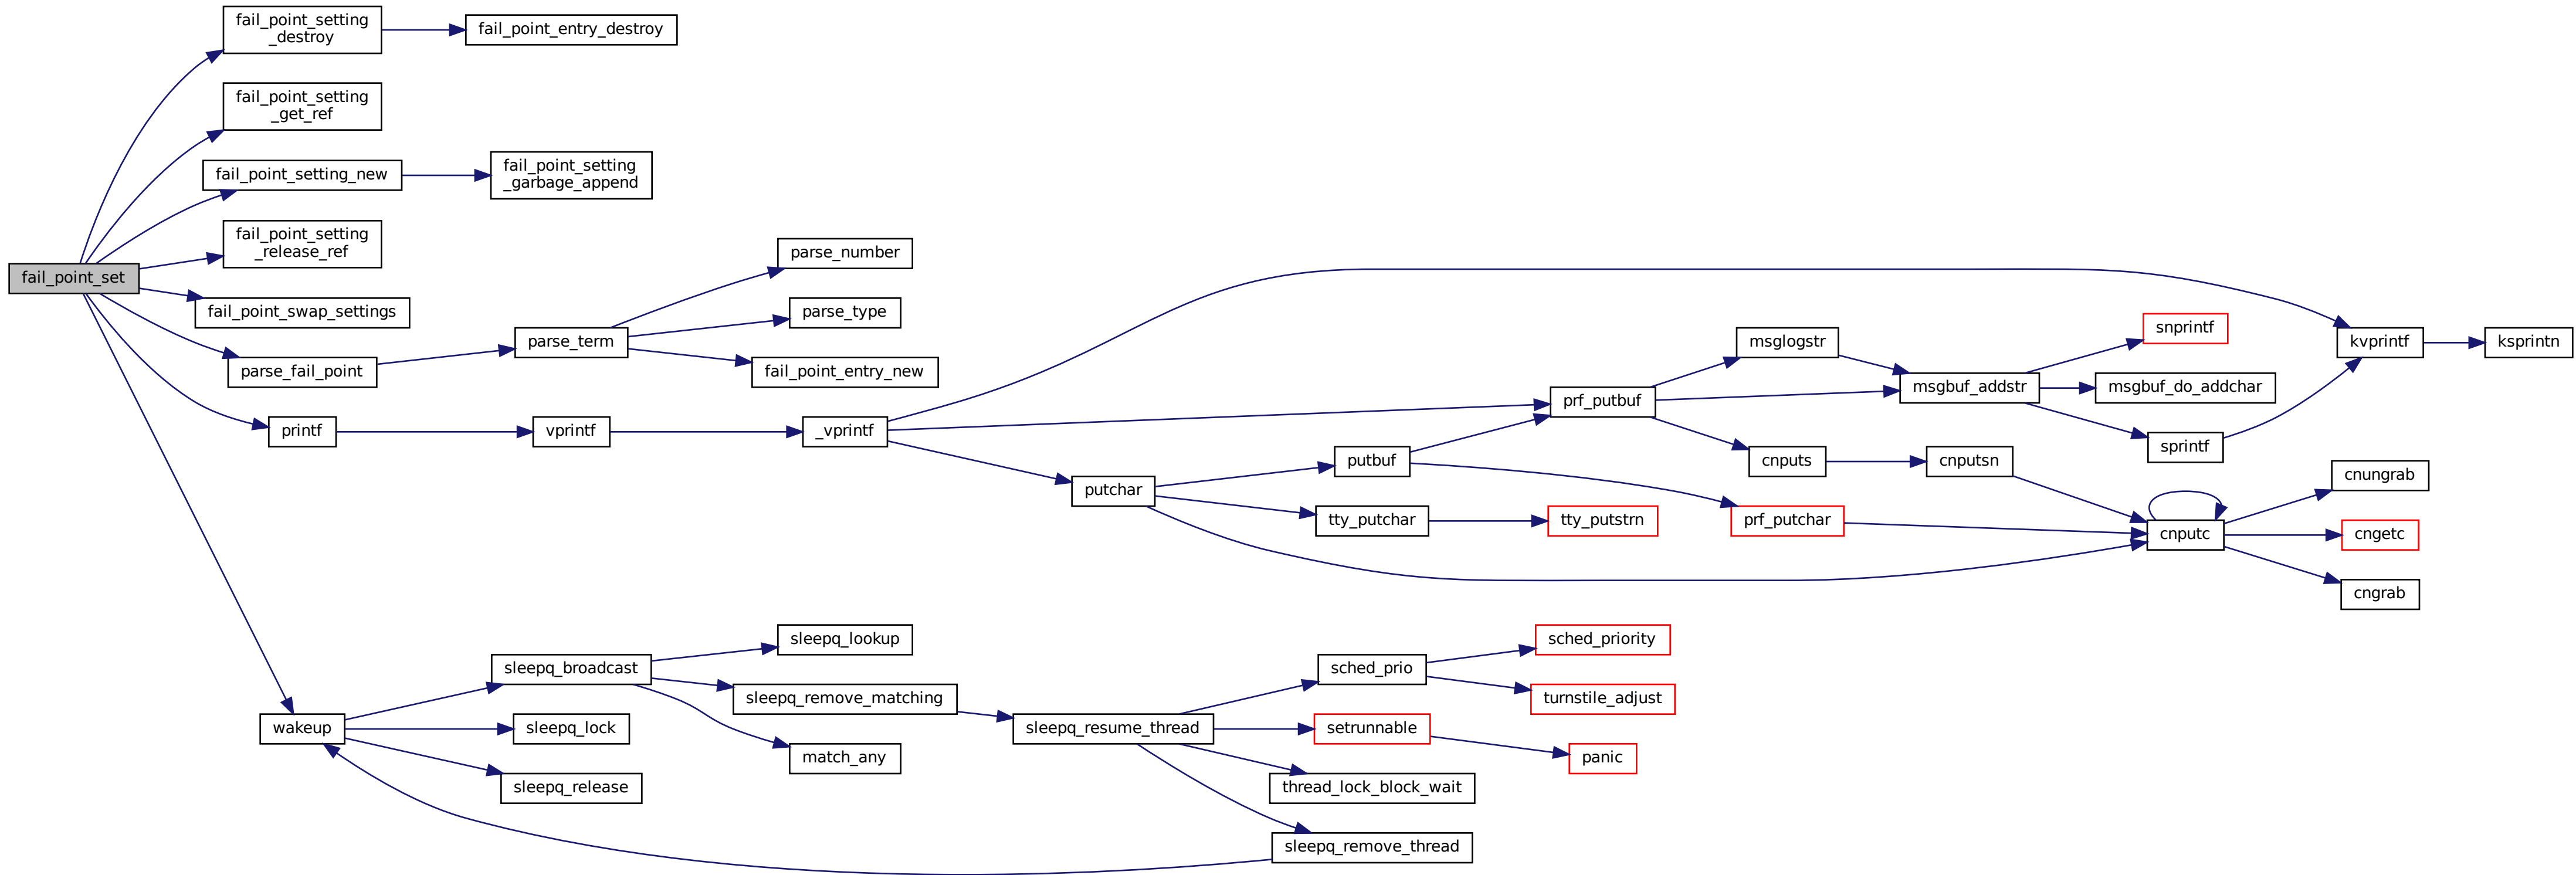 fail_point_set
fail_point_setting
_destroy
fail_point_entry_destroy
fail_point_setting
_get_ref
fail_point_setting_new
fail_point_setting
_garbage_append
fail_point_setting
_release_ref
fail_point_swap_settings
parse_fail_point
parse_term
parse_number
parse_type
fail_point_entry_new
printf
vprintf
_vprintf
kvprintf
ksprintn
prf_putbuf
msglogstr
msgbuf_addstr
snprintf
msgbuf_do_addchar
sprintf
cnputs
cnputsn
putchar
putbuf
tty_putchar
tty_putstrn
prf_putchar
cnputc
cnungrab
cngetc
cngrab
wakeup
sleepq_broadcast
sleepq_lock
sleepq_release
sleepq_lookup
sleepq_remove_matching
match_any
sleepq_resume_thread
sched_prio
sched_priority
turnstile_adjust
setrunnable
panic
thread_lock_block_wait
sleepq_remove_thread